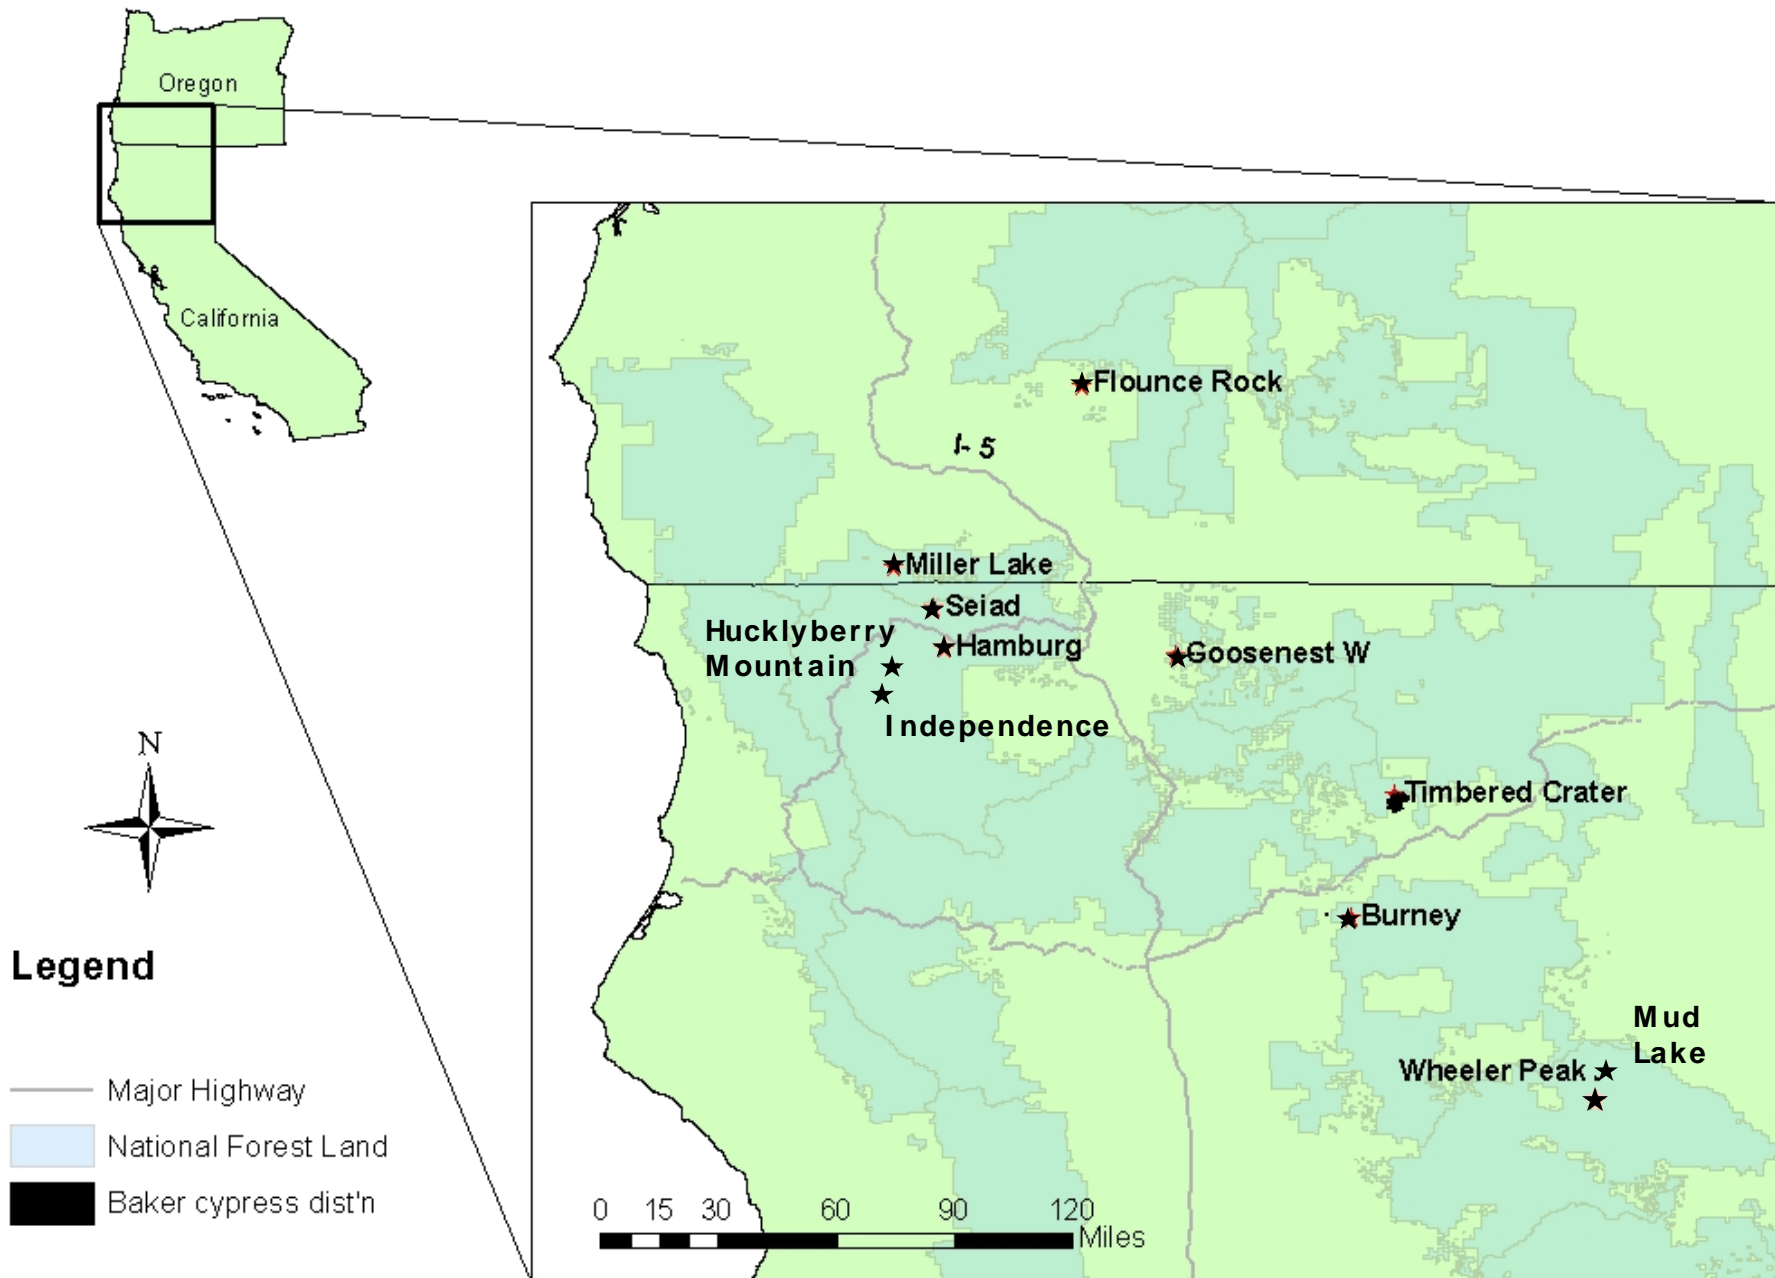 Oregon
California
Flounce Rock
I-5
Miller Lake
Seiad
Hucklyberry
Mountain
Hamburg
Goosenest W
Independence
Timbered Crater
Burney
Mud
Lake
Wheeler Peak
N
Legend
Major Highway
National Forest Land
Baker cypress dist'n
0 15 30 60 90 120
Miles